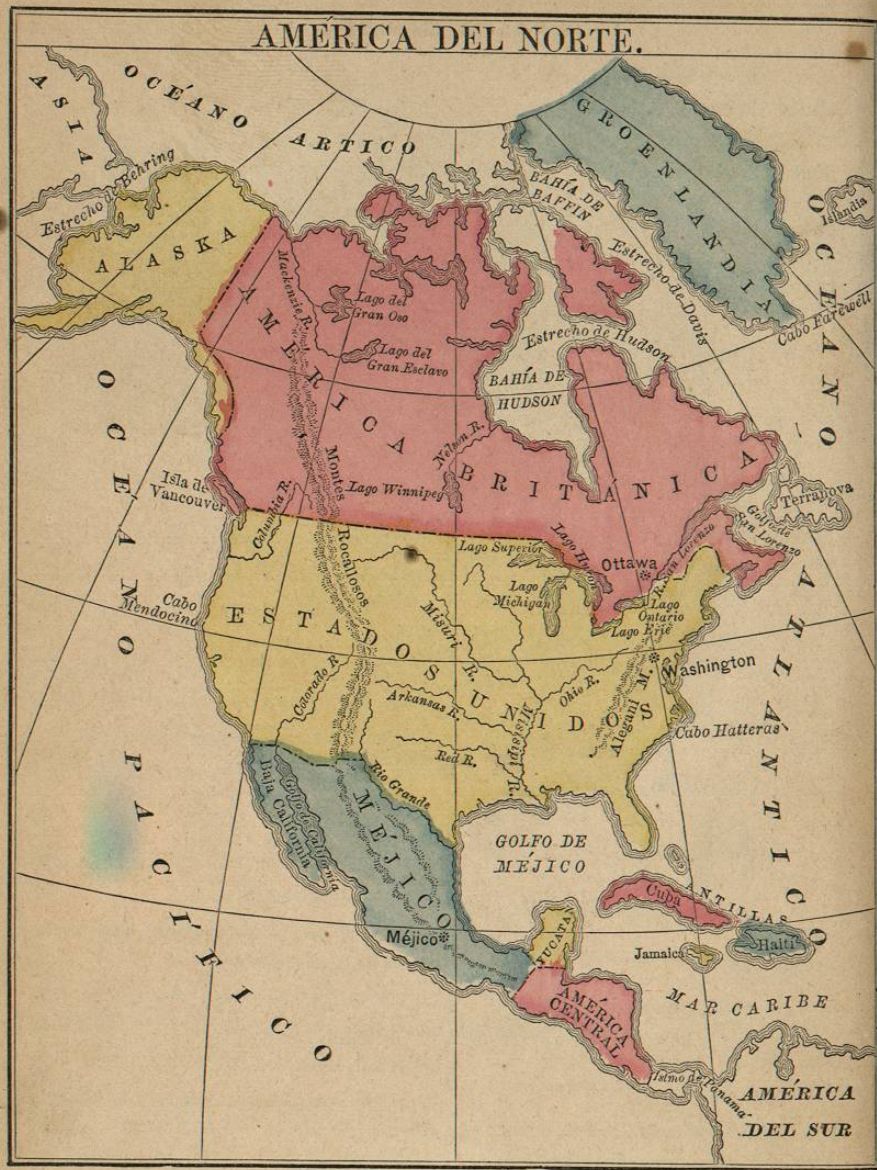 AMÉRICA DEL NORTE.
ASIA
OCÉANO
ARTICO
GROENLANDIA
Estrecho de Behring
BAHÍA DE
BAFFIN
Islandia
ALASKA
Estrecho de Davis
OCEANO ATLÁNTICO
Mackenzie R.
Lago del
Gran Oso
Cabo Farewell
Estrecho de Hudson
Lago del
Gran Esclavo
BAHÍA DE
HUDSON
AMERICA BRITÁNICA
OCEANO PACÍFICO
Nelson R.
Isla de
Vancouver
Columbia R.
Montes Rocallosos
Lago Winnipeg
Terranova
Golfo de
San Lorenzo
Lago Superior
Lago Huron
Ottawa
R. San Lorenzo
Lago
Michigan
Lago
Ontario
Lago Erie
Cabo
Mendocino
ESTADOS UNIDOS
Misuri R.
Washington
Colorado R.
Arkansas R.
Ohio R.
Alegani M.
Misisipi R.
Cabo Hatteras
Red R.
Rio Grande
Baja
California
Golfo de California
MÉJICO
GOLFO DE
MÉJICO
Cuba
ANTILLAS
Méjico
YUCATAN
Jamaica
Haiti
MAR CARIBE
AMÉRICA
CENTRAL
Istmo de Panamá
AMÉRICA
DEL SUR